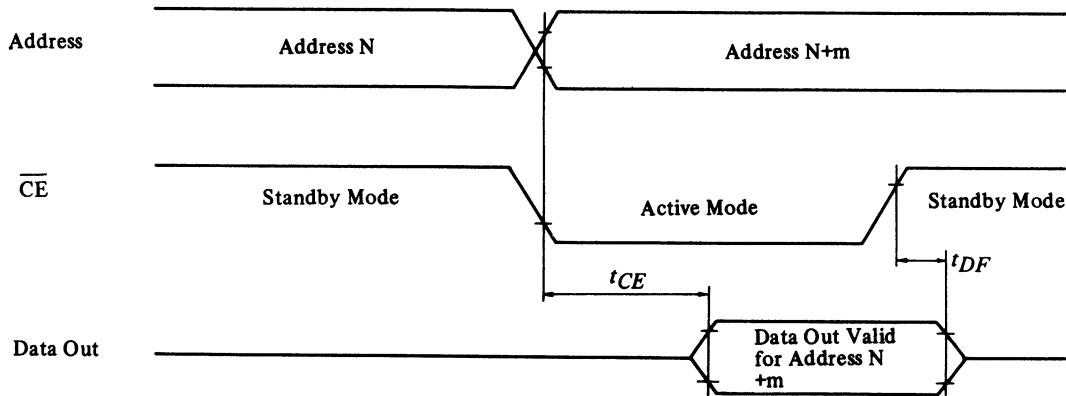 Address
Address N
Address N+m
CE
Standby Mode
Active Mode
Standby Mode
tCE
tDF
Data Out
Data Out Valid
for Address N
+m